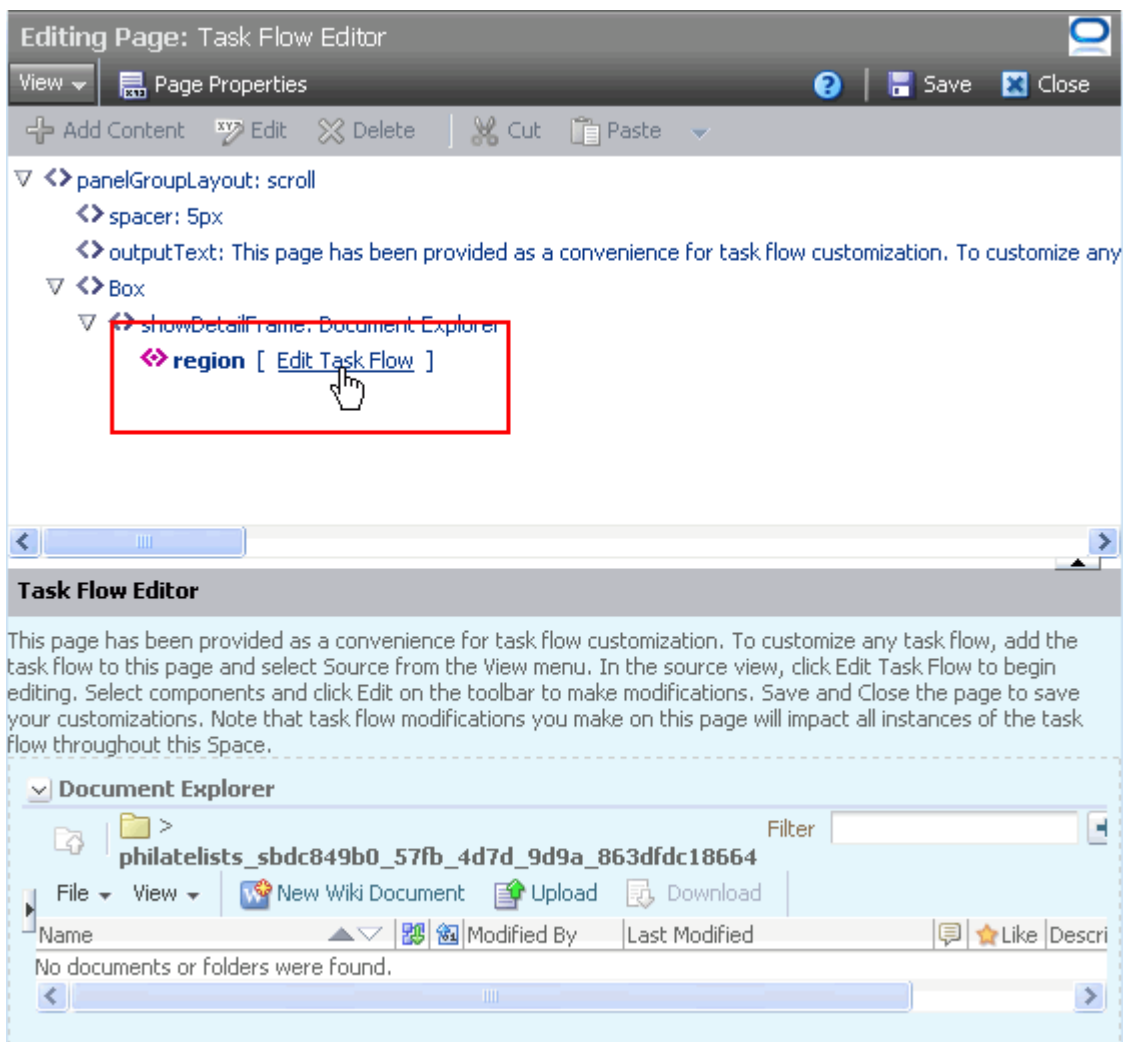 Editing Page: Task Flow Editor
View Page Properties Save Close
Add Content Edit Delete Cut Paste
panelGroupLayout: scroll
spacer: 5px
outputText: This page has been provided as a convenience for task flow customization. To customize any
Box
showDetailFrame: Document Explorer
region [ Edit Task Flow ]
Task Flow Editor
This page has been provided as a convenience for task flow customization. To customize any task flow, add the
task flow to this page and select Source from the View menu. In the source view, click Edit Task Flow to begin
editing. Select components and click Edit on the toolbar to make modifications. Save and Close the page to save
your customizations. Note that task flow modifications you make on this page will impact all instances of the task
flow throughout this Space.
Document Explorer
> Filter
philatelists_sbdc849b0_57fb_4d7d_9d9a_863dfdc18664
File View New Wiki Document Upload Download
Name Modified By Last Modified Like Descri
No documents or folders were found.